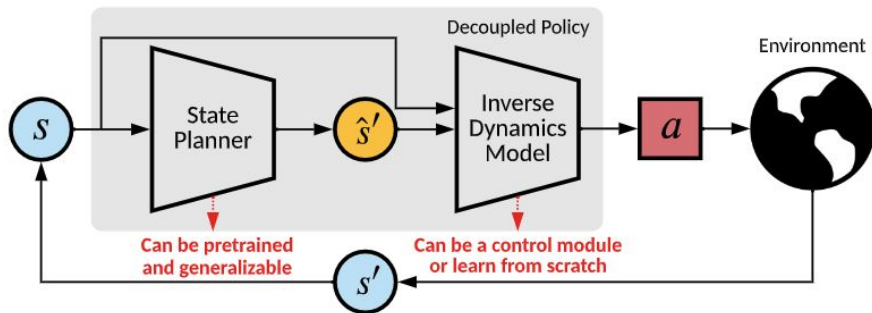 Decoupled Policy
Environment
s
State
Planner
ŝ′
Inverse
Dynamics
Model
a
Can be pretrained
and generalizable
Can be a control module
or learn from scratch
s′